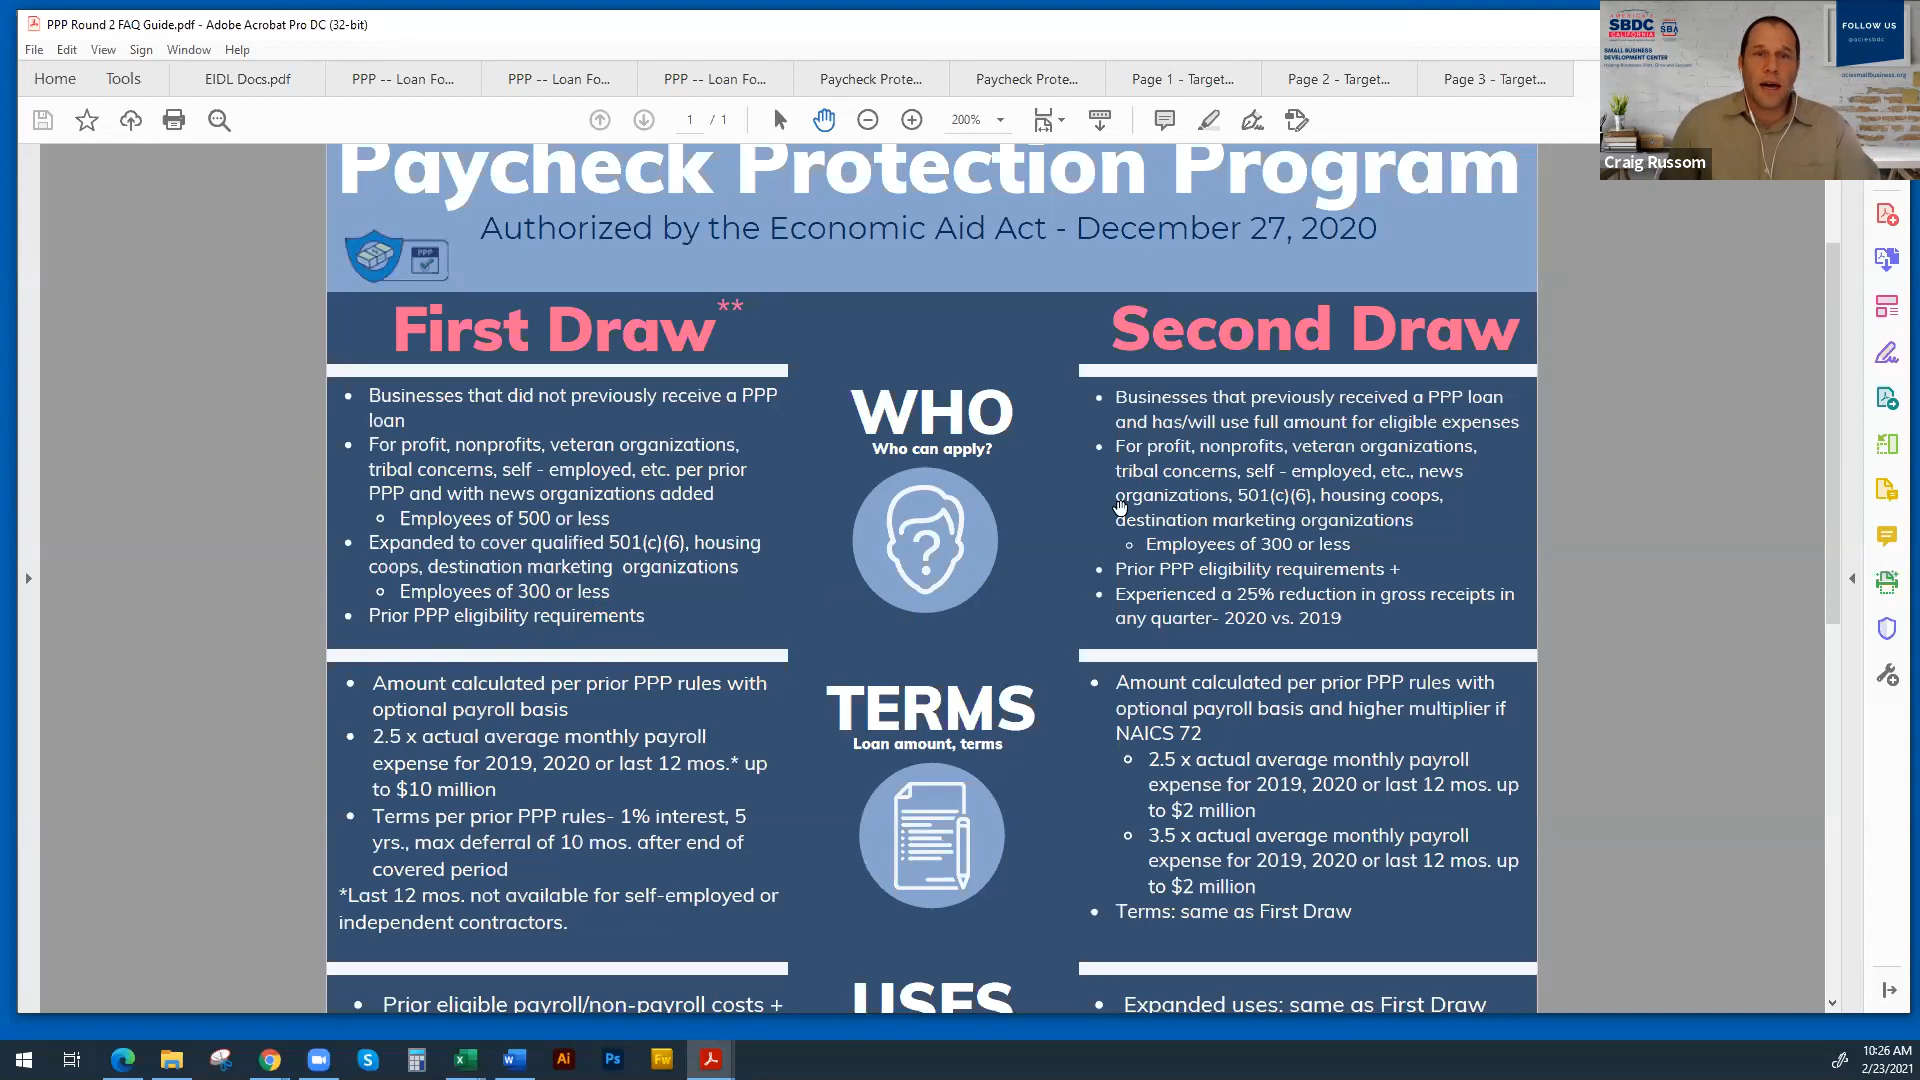 PPP Round 2 FAQ Guide.pdf - Adobe Acrobat Pro DC (32-bit)
File Edit View Sign Window Help
Home Tools EIDL Docs.pdf PPP -- Loan Fo... PPP -- Loan Fo... PPP -- Loan Fo... Paycheck Prote... Paycheck Prote... Page 1 - Target... Page 2 - Target... Page 3 - Target...
1 / 1 200%
SBDC
CALIFORNIA
SBA
SMALL BUSINESS
DEVELOPMENT CENTER
FOLLOW US
@ociesbdc
ociesmallbusiness.org
Craig Russom
Paycheck Protection Program
Authorized by the Economic Aid Act - December 27, 2020
PPP
First Draw**
• Businesses that did not previously receive a PPP
loan
• For profit, nonprofits, veteran organizations,
tribal concerns, self - employed, etc. per prior
PPP and with news organizations added
○ Employees of 500 or less
• Expanded to cover qualified 501(c)(6), housing
coops, destination marketing organizations
○ Employees of 300 or less
• Prior PPP eligibility requirements
WHO
Who can apply?
?
Second Draw
• Businesses that previously received a PPP loan
and has/will use full amount for eligible expenses
• For profit, nonprofits, veteran organizations,
tribal concerns, self - employed, etc., news
organizations, 501(c)(6), housing coops,
destination marketing organizations
○ Employees of 300 or less
• Prior PPP eligibility requirements +
• Experienced a 25% reduction in gross receipts in
any quarter- 2020 vs. 2019
• Amount calculated per prior PPP rules with
optional payroll basis
• 2.5 x actual average monthly payroll
expense for 2019, 2020 or last 12 mos.* up
to $10 million
• Terms per prior PPP rules- 1% interest, 5
yrs., max deferral of 10 mos. after end of
covered period
*Last 12 mos. not available for self-employed or
independent contractors.
TERMS
Loan amount, terms
• Amount calculated per prior PPP rules with
optional payroll basis and higher multiplier if
NAICS 72
○ 2.5 x actual average monthly payroll
expense for 2019, 2020 or last 12 mos. up
to $2 million
○ 3.5 x actual average monthly payroll
expense for 2019, 2020 or last 12 mos. up
to $2 million
• Terms: same as First Draw
• Prior eligible payroll/non-payroll costs +
USES
• Expanded uses: same as First Draw
Ai Ps Fw
10:26 AM
2/23/2021